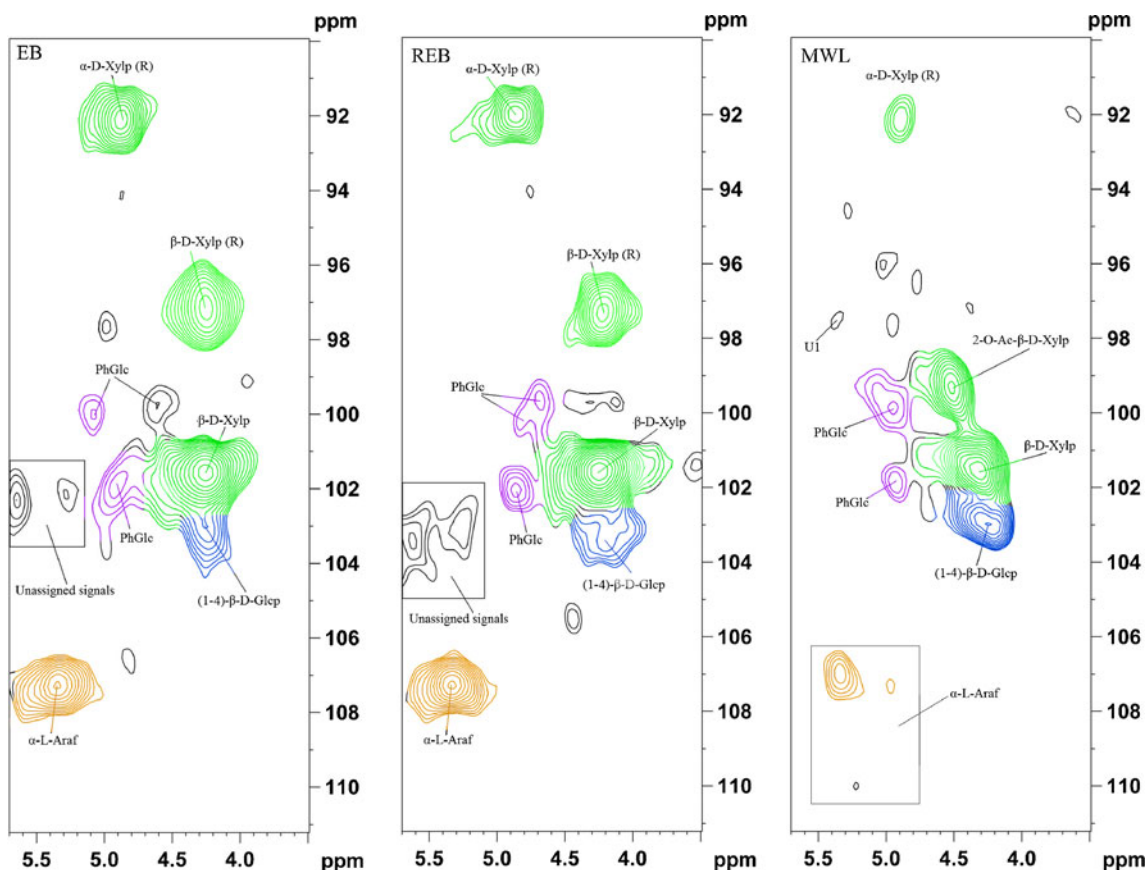 ppm
ppm
ppm
EB
α-D-Xylp (R)
92
94
β-D-Xylp (R)
96
98
PhGlc
100
β-D-Xylp
102
PhGlc
104
Unassigned signals
(1-4)-β-D-Glcp
106
108
α-L-Araf
110
5.5 5.0 4.5 4.0 ppm
REB
α-D-Xylp (R)
92
94
β-D-Xylp (R)
96
98
PhGlc
100
β-D-Xylp
102
PhGlc
104
(1-4)-β-D-Glcp
Unassigned signals
106
108
α-L-Araf
110
5.5 5.0 4.5 4.0 ppm
MWL
α-D-Xylp (R)
92
94
96
98
U1
2-O-Ac-β-D-Xylp
100
PhGlc
β-D-Xylp
102
PhGlc
104
(1-4)-β-D-Glcp
106
α-L-Araf
108
110
5.5 5.0 4.5 4.0 ppm